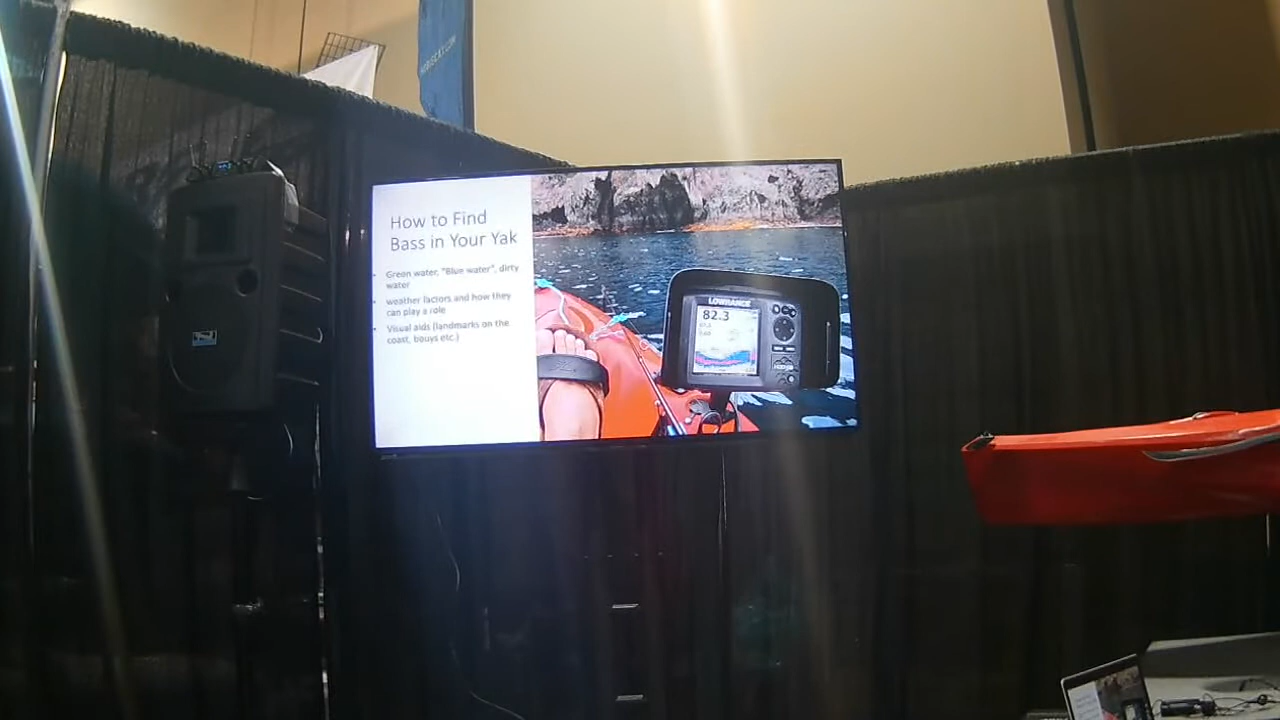 How to Find
Bass in Your Yak
Green water, "Blue water", dirty
water
weather factors and how they
can play a role
Visual aids (landmarks on the
coast, bouys etc.)
LOWRANCE
82.3